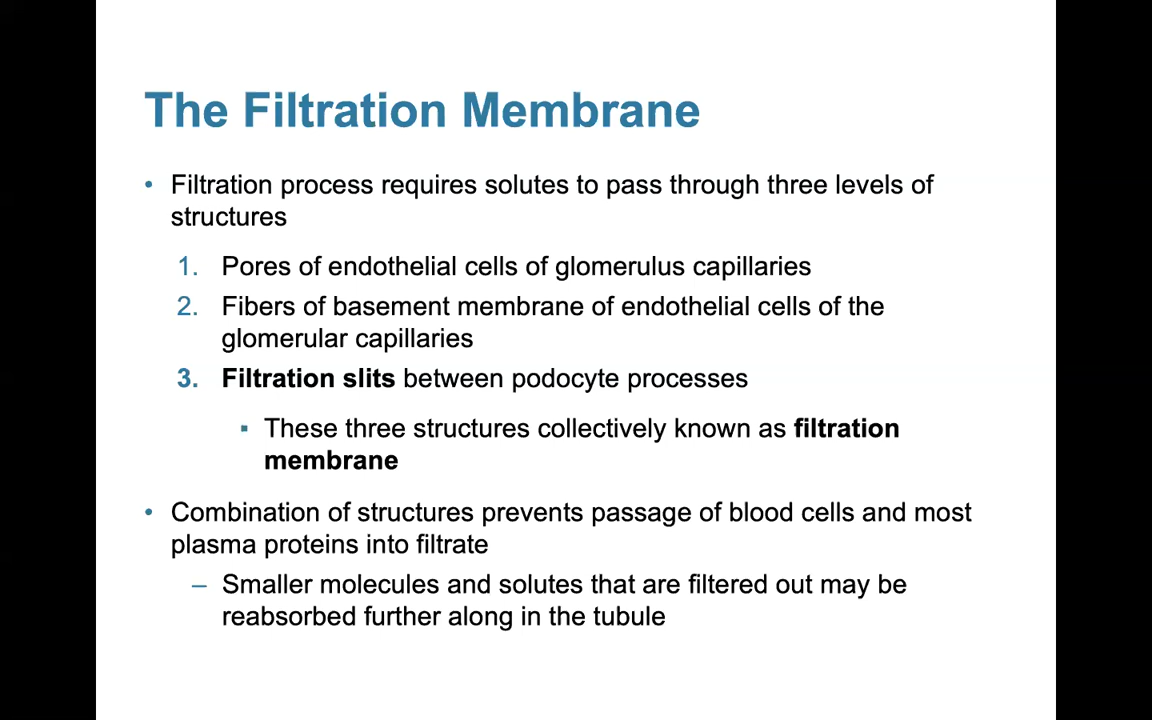 The Filtration Membrane
• Filtration process requires solutes to pass through three levels of
structures
1. Pores of endothelial cells of glomerulus capillaries
2. Fibers of basement membrane of endothelial cells of the
glomerular capillaries
3. Filtration slits between podocyte processes
▪ These three structures collectively known as filtration
membrane
• Combination of structures prevents passage of blood cells and most
plasma proteins into filtrate
– Smaller molecules and solutes that are filtered out may be
reabsorbed further along in the tubule